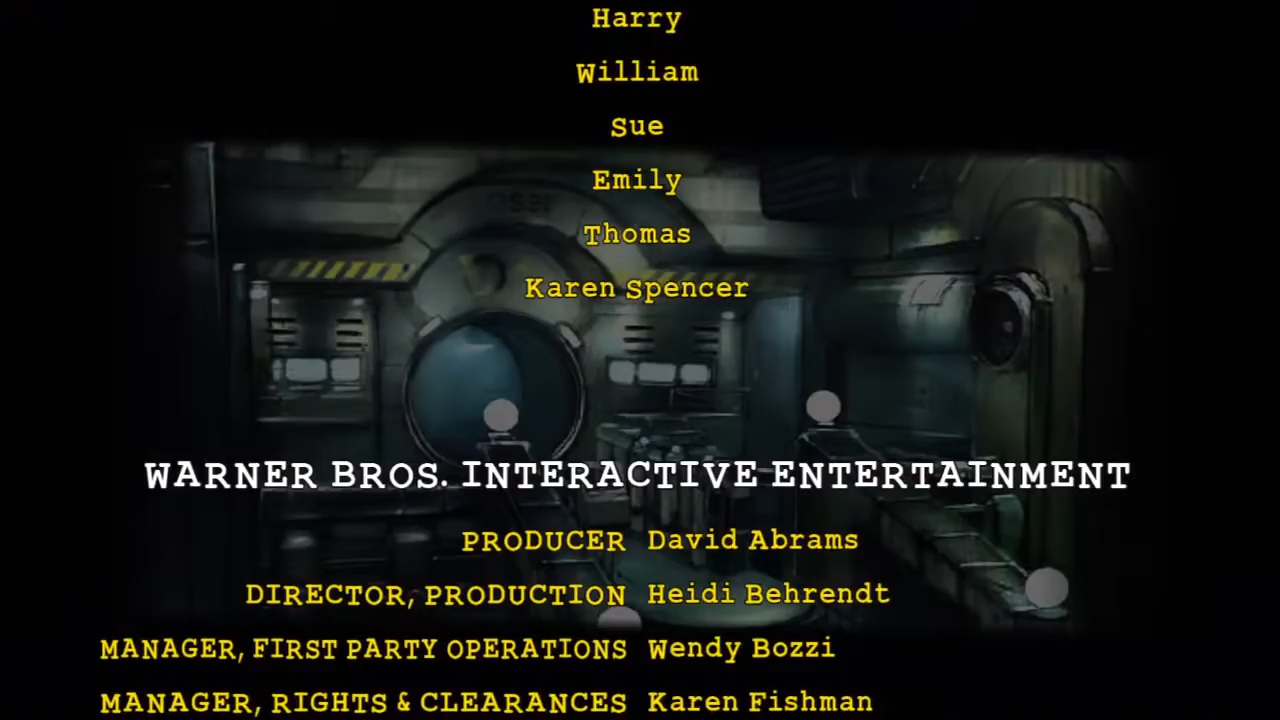 Harry
William
Sue
Emily
Thomas
Karen Spencer
WARNER BROS. INTERACTIVE ENTERTAINMENT
PRODUCER David Abrams
DIRECTOR, PRODUCTION Heidi Behrendt
MANAGER, FIRST PARTY OPERATIONS Wendy Bozzi
MANAGER, RIGHTS & CLEARANCES Karen Fishman